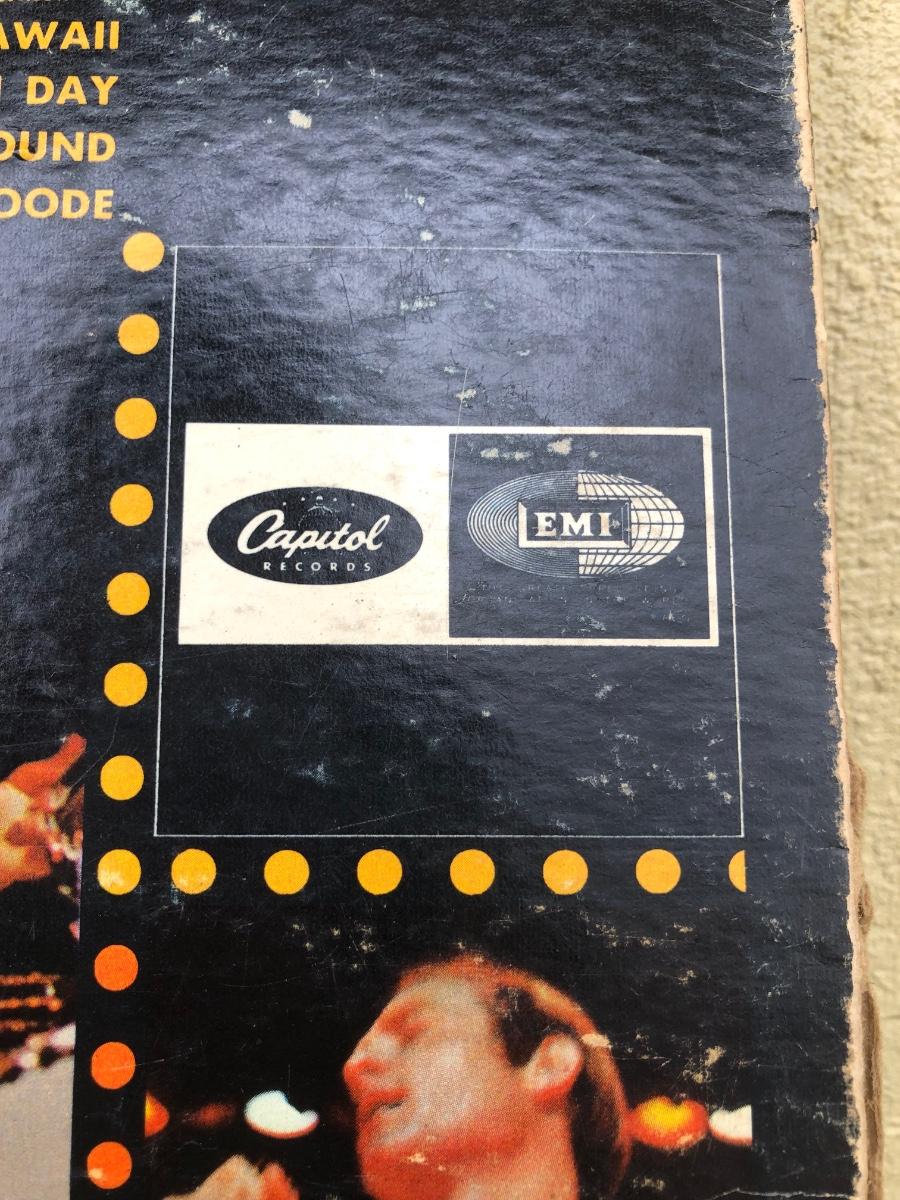 AWAII
DAY
OUND
OODE
Capitol
RECORDS
EMI